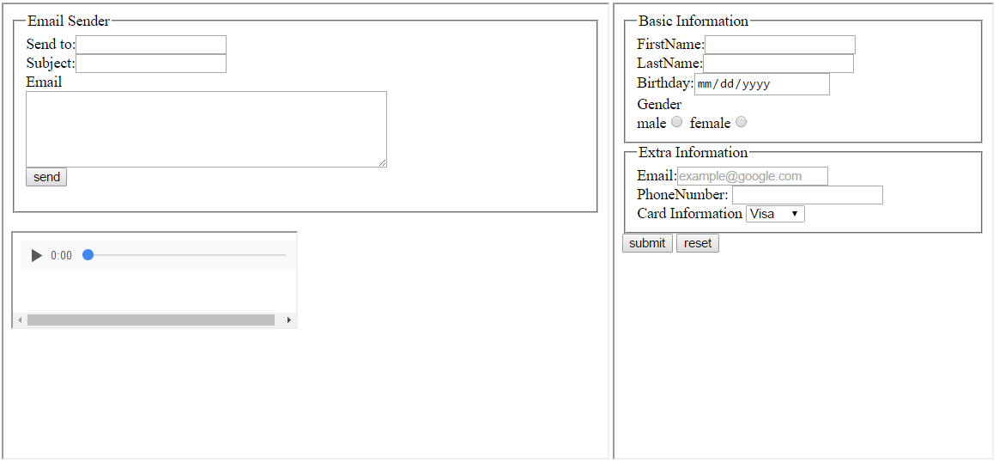 Email Sender
Send to:
Subject:
Email
send
0:00
Basic Information
FirstName:
LastName:
Birthday: mm/dd/yyyy
Gender
male female
Extra Information
Email: example@google.com
PhoneNumber:
Card Information Visa
submit reset